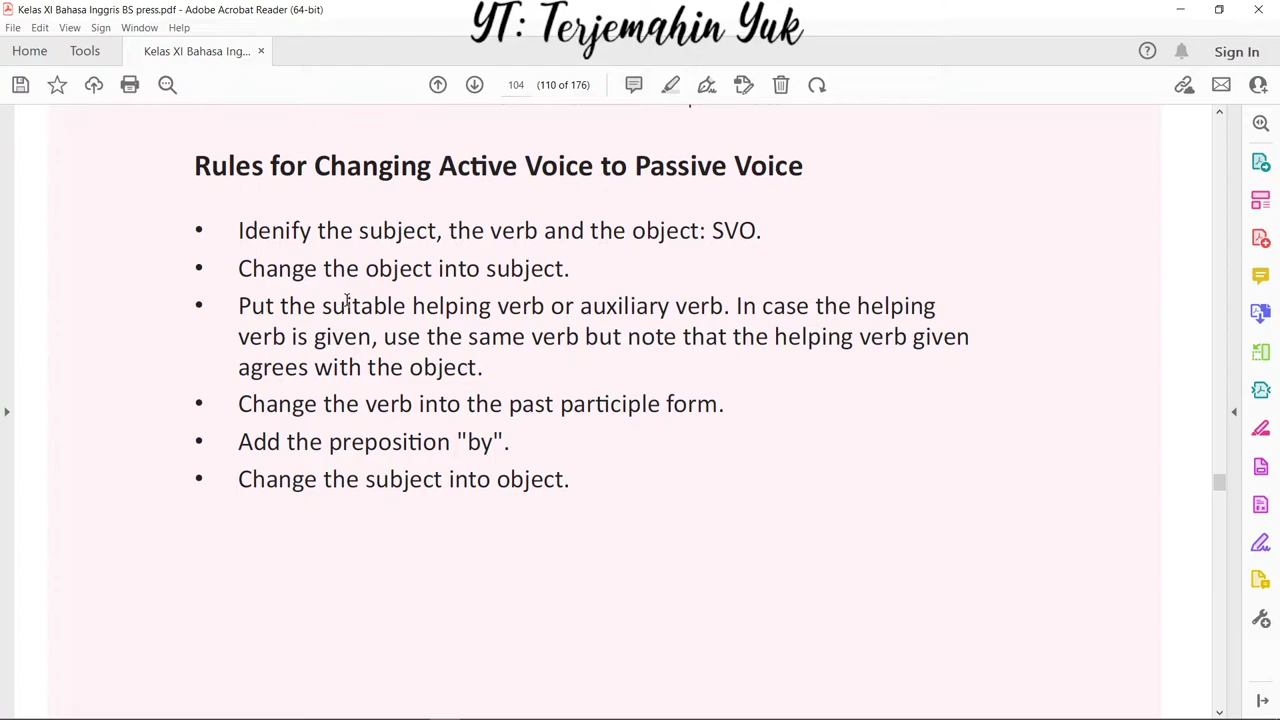 Kelas XI Bahasa Inggris BS press.pdf - Adobe Acrobat Reader (64-bit)
YT: Terjemahin Yuk
File Edit View Sign Window Help
Home Tools Kelas XI Bahasa Ing... × Sign In
104 (110 of 176)
Rules for Changing Active Voice to Passive Voice
• Idenify the subject, the verb and the object: SVO.
• Change the object into subject.
• Put the suitable helping verb or auxiliary verb. In case the helping
verb is given, use the same verb but note that the helping verb given
agrees with the object.
• Change the verb into the past participle form.
• Add the preposition "by".
• Change the subject into object.